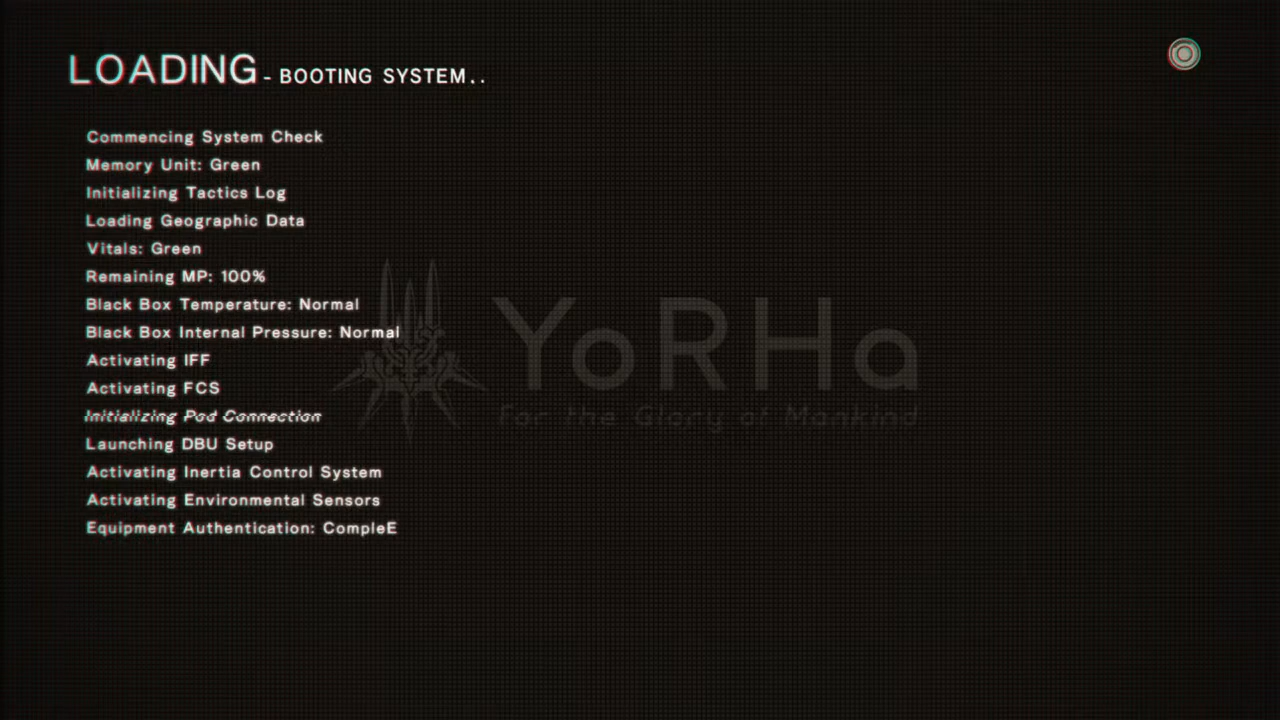 LOADING - BOOTING SYSTEM..
Commencing System Check
Memory Unit: Green
Initializing Tactics Log
Loading Geographic Data
Vitals: Green
Remaining MP: 100%
Black Box Temperature: Normal
Black Box Internal Pressure: Normal
Activating IFF
Activating FCS
Initializing Pod Connection
Launching DBU Setup
Activating Inertia Control System
Activating Environmental Sensors
Equipment Authentication: CompleE
YoRHa
For the Glory of Mankind